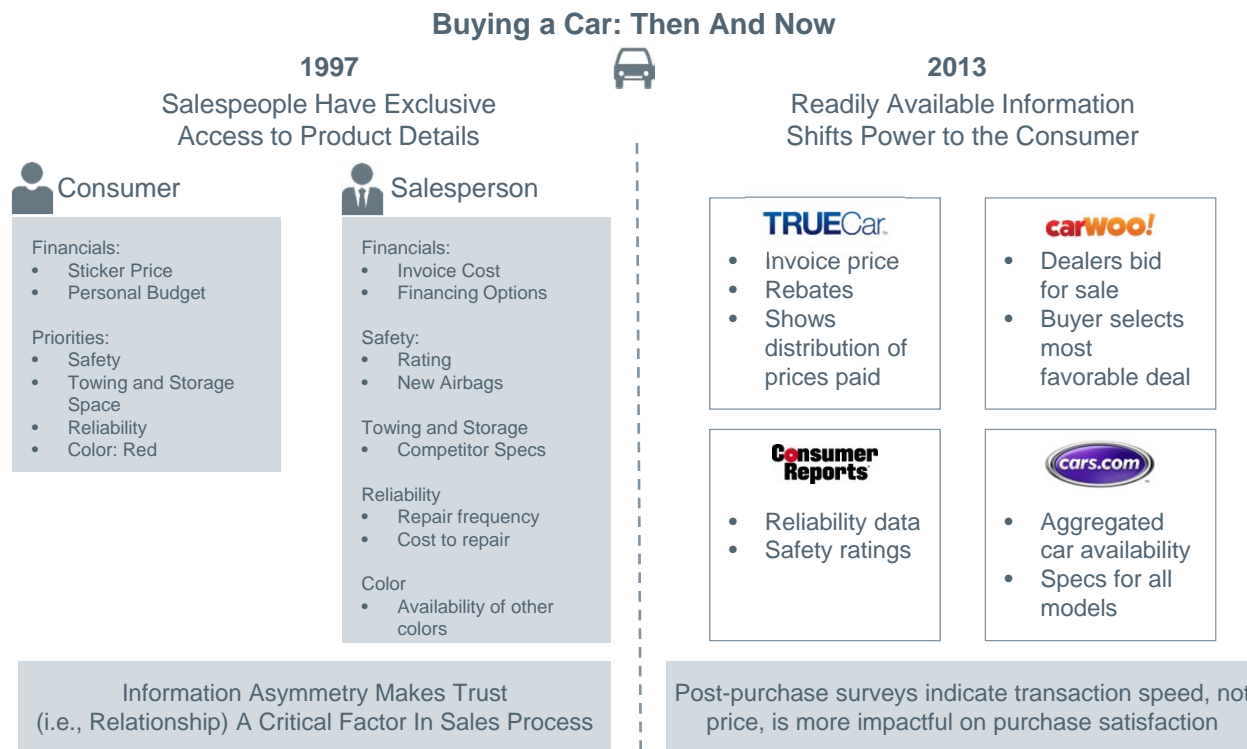 Buying a Car: Then And Now
1997
Salespeople Have Exclusive
Access to Product Details
Consumer
Financials:
• Sticker Price
• Personal Budget
Priorities:
• Safety
• Towing and Storage
Space
• Reliability
• Color: Red
Salesperson
Financials:
• Invoice Cost
• Financing Options
Safety:
• Rating
• New Airbags
Towing and Storage
• Competitor Specs
Reliability
• Repair frequency
• Cost to repair
Color
• Availability of other
colors
Information Asymmetry Makes Trust
(i.e., Relationship) A Critical Factor In Sales Process
2013
Readily Available Information
Shifts Power to the Consumer
TRUECar™
• Invoice price
• Rebates
• Shows
distribution of
prices paid
carwoo!
• Dealers bid
for sale
• Buyer selects
most
favorable deal
Consumer
Reports
• Reliability data
• Safety ratings
cars.com™
• Aggregated
car availability
• Specs for all
models
Post-purchase surveys indicate transaction speed, not
price, is more impactful on purchase satisfaction